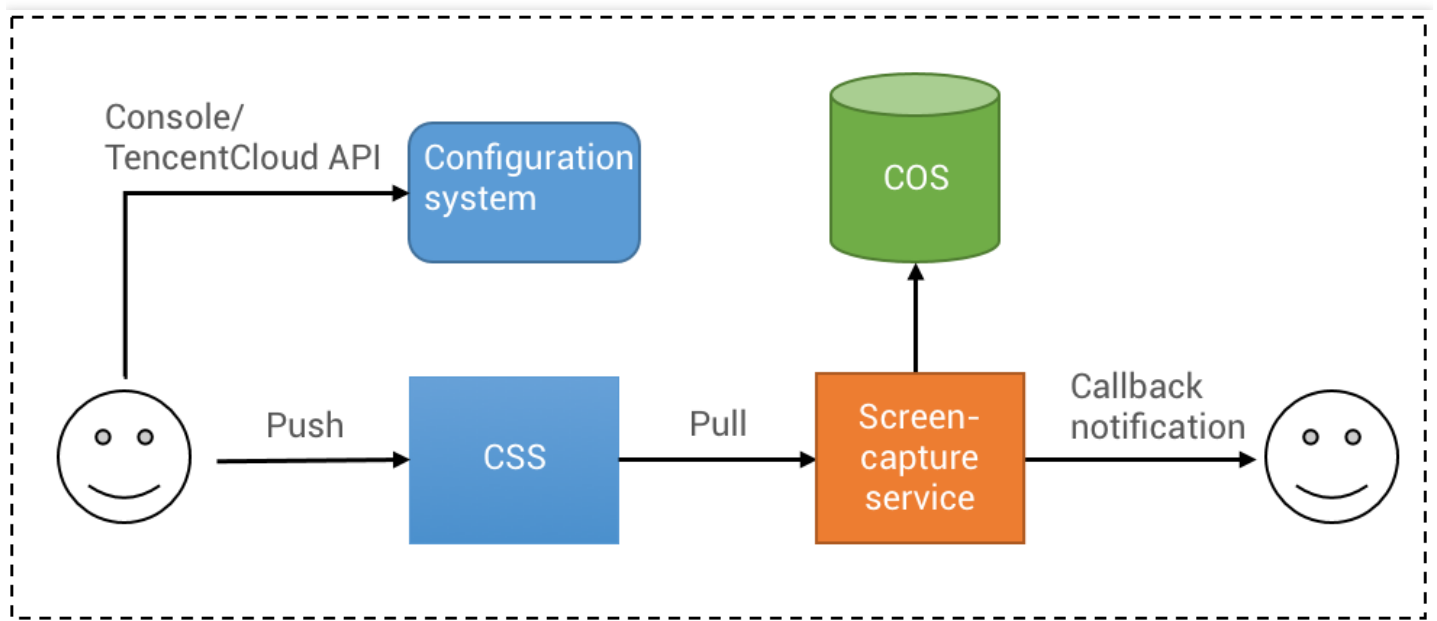 Console/
TencentCloud API
Configuration
system
COS
Push
CSS
Pull
Screen-
capture
service
Callback
notification